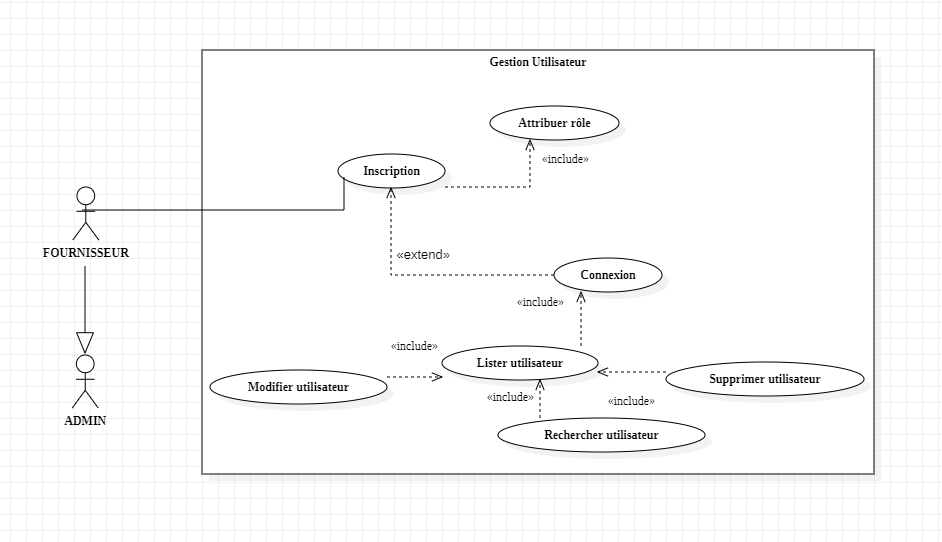 Gestion Utilisateur
Attribuer rôle
«include»
Inscription
FOURNISSEUR
«extend»
Connexion
«include»
«include»
Lister utilisateur
Modifier utilisateur
Supprimer utilisateur
«include»
«include»
ADMIN
Rechercher utilisateur